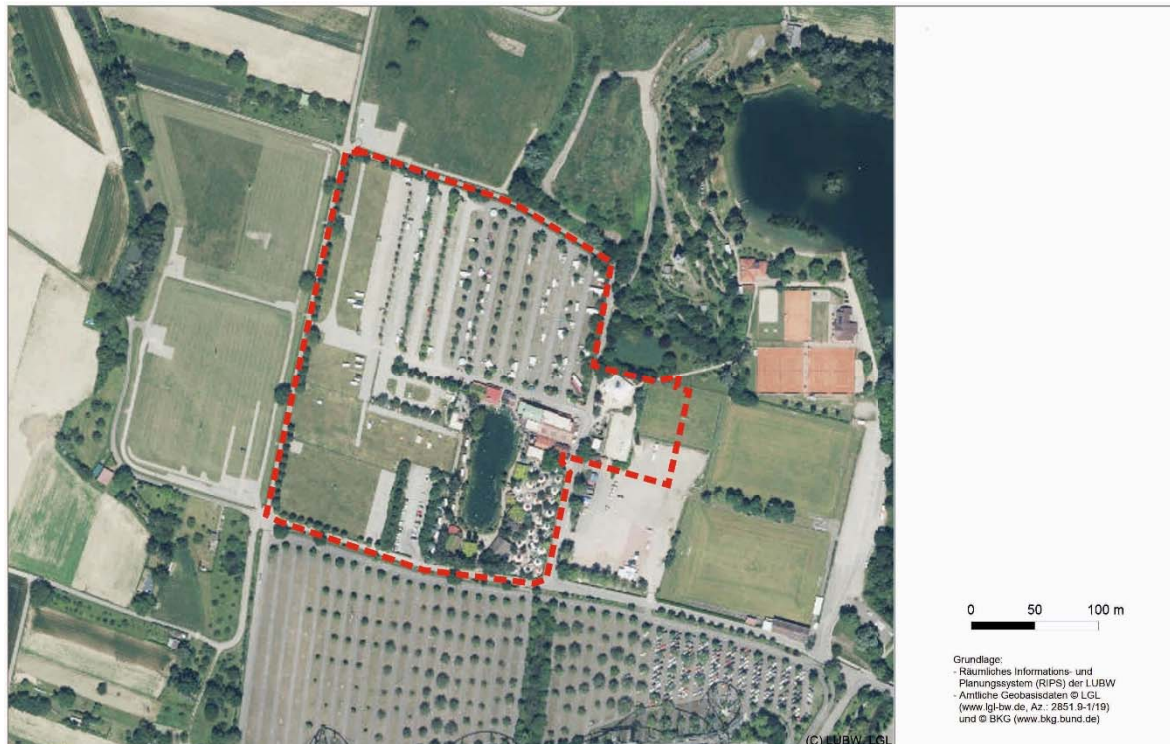 0 50 100 m
Grundlage:
- Räumliches Informations- und
Planungssystem (RIPS) der LUBW
- Amtliche Geobasisdaten © LGL
(www.lgl-bw.de, Az.: 2851.9-1/19)
und © BKG (www.bkg.bund.de)
(C) LUBW, LGL